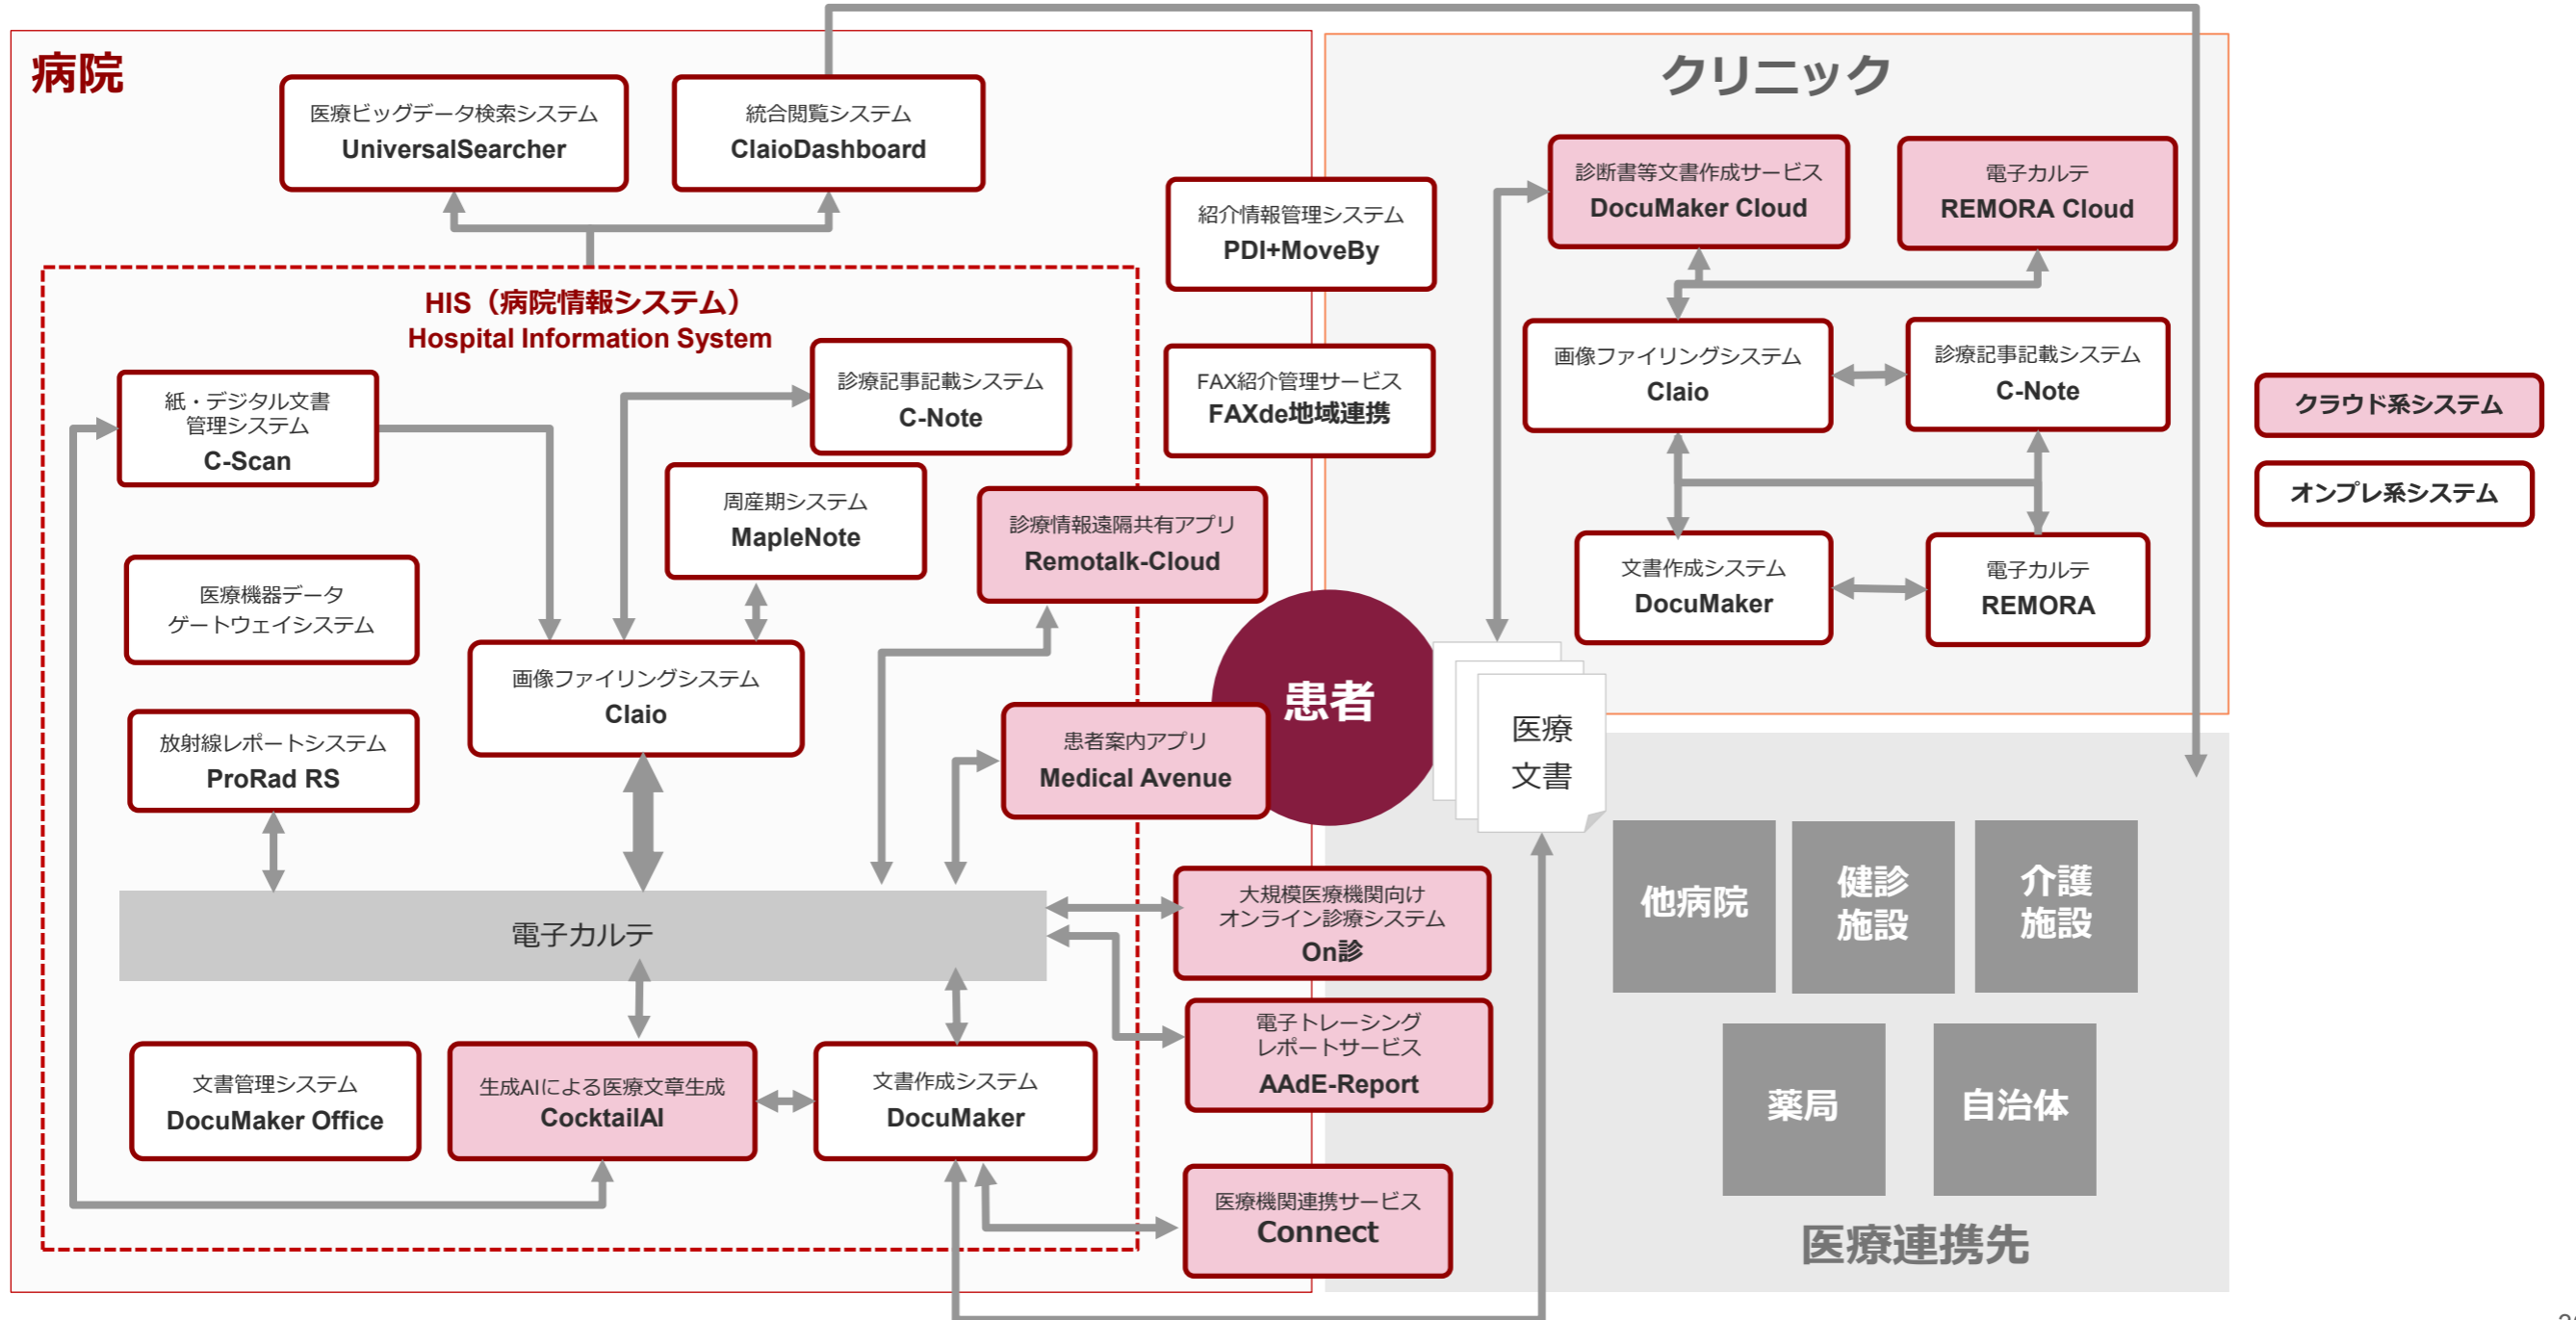 病院
医療ビッグデータ検索システム
UniversalSearcher
統合閲覧システム
ClaioDashboard
HIS（病院情報システム）
Hospital Information System
紙・デジタル文書
管理システム
C-Scan
診療記事記載システム
C-Note
周産期システム
MapleNote
医療機器データ
ゲートウェイシステム
画像ファイリングシステム
Claio
放射線レポートシステム
ProRad RS
電子カルテ
文書管理システム
DocuMaker Office
生成AIによる医療文章生成
CocktailAI
文書作成システム
DocuMaker
紹介情報管理システム
PDI+MoveBy
FAX紹介管理サービス
FAXde地域連携
診療情報遠隔共有アプリ
Remotalk-Cloud
患者案内アプリ
Medical Avenue
患者
大規模医療機関向け
オンライン診療システム
On診
電子トレーシング
レポートサービス
AAdE-Report
医療機関連携サービス
Connect
クリニック
診断書等文書作成サービス
DocuMaker Cloud
電子カルテ
REMORA Cloud
画像ファイリングシステム
Claio
診療記事記載システム
C-Note
文書作成システム
DocuMaker
電子カルテ
REMORA
医療
文書
他病院
健診
施設
介護
施設
薬局
自治体
医療連携先
クラウド系システム
オンプレ系システム